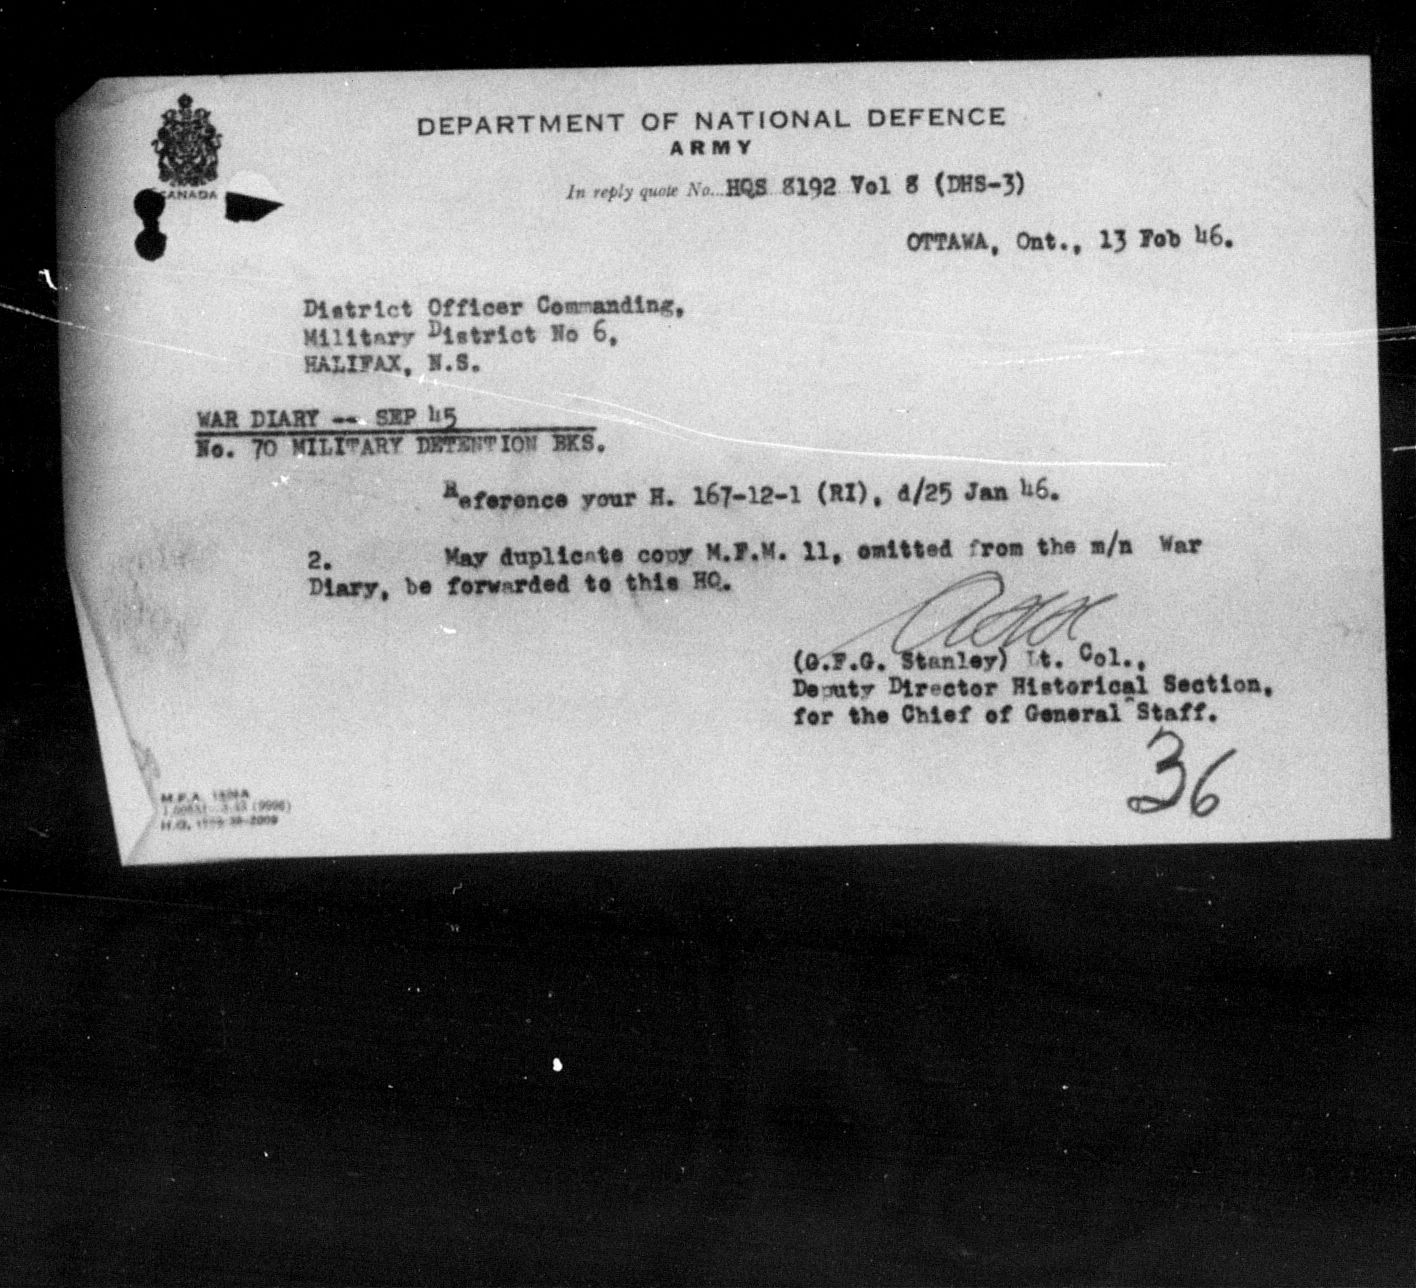 DEPARTMENT OF NATIONAL DEFENCE
ARMY
CANADA
In reply quote No... HQS 8192 Vol 8 (DHS-3)
OTTAWA, Ont., 13 Feb 46.
District Officer Commanding,
Military District No 6,
HALIFAX, N.S.
WAR DIARY -- SEP 45
No. 70 MILITARY DETENTION BKS.
Reference your H. 167-12-1 (RI), d/25 Jan 46.
2. May duplicate copy M.F.M. 11, omitted from the m/n War
Diary, be forwarded to this HQ.
(G.F.G. Stanley) Lt. Col.,
Deputy Director Historical Section,
for the Chief of General Staff.
36
M.F.A.
(9996)
H.Q.